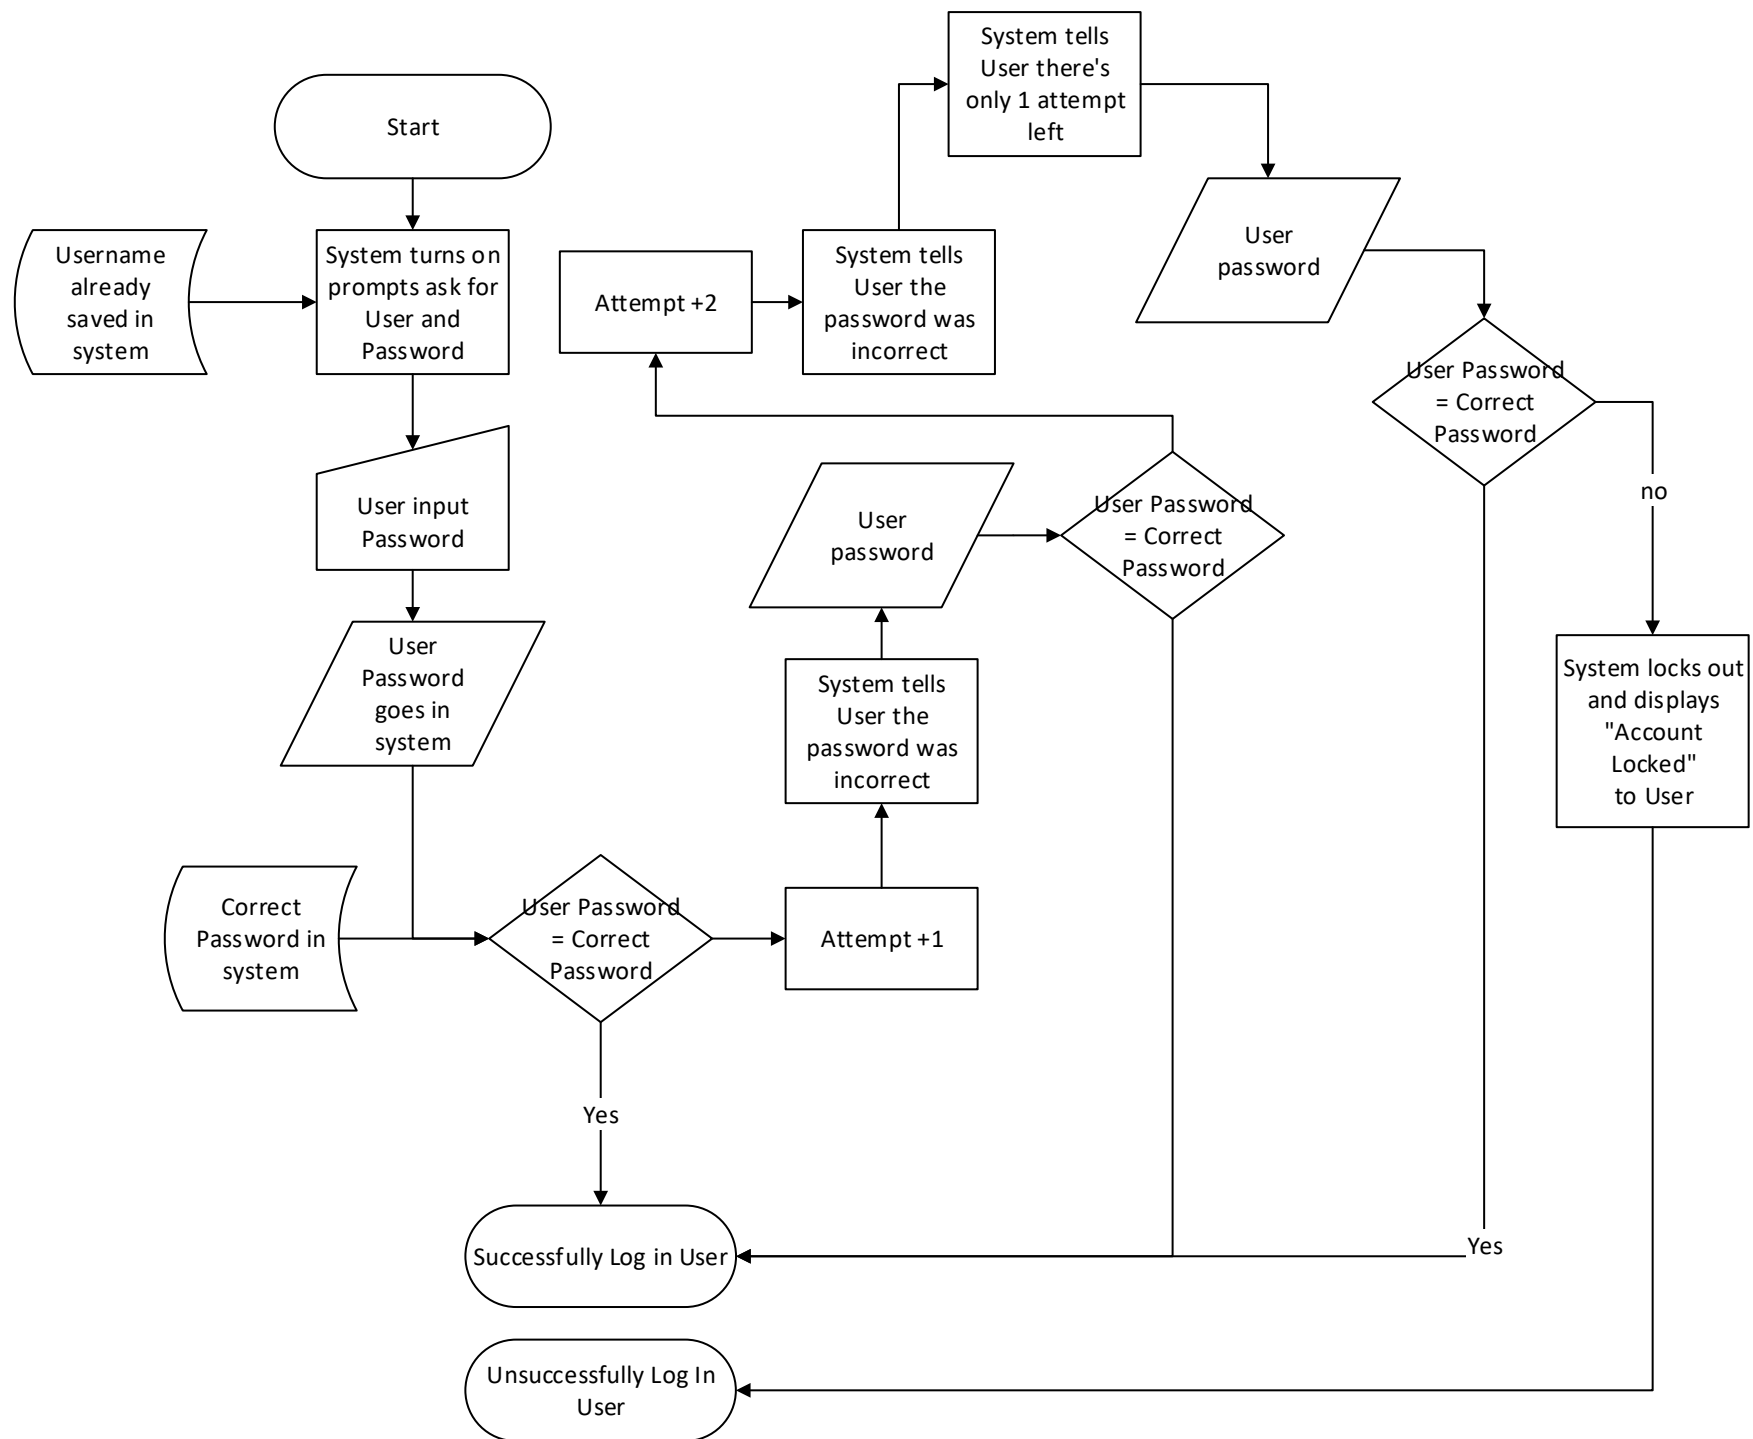 Start
Username
already
saved in
system
System turns on
prompts ask for
User and
Password
User input
Password
User
Password
goes in
system
Correct
Password in
system
User Password
= Correct
Password
Yes
Attempt +1
System tells
User the
password was
incorrect
User
password
User Password
= Correct
Password
Attempt +2
System tells
User the
password was
incorrect
System tells
User there's
only 1 attempt
left
User
password
User Password
= Correct
Password
no
Yes
System locks out
and displays
"Account
Locked"
to User
Successfully Log in User
Unsuccessfully Log In
User